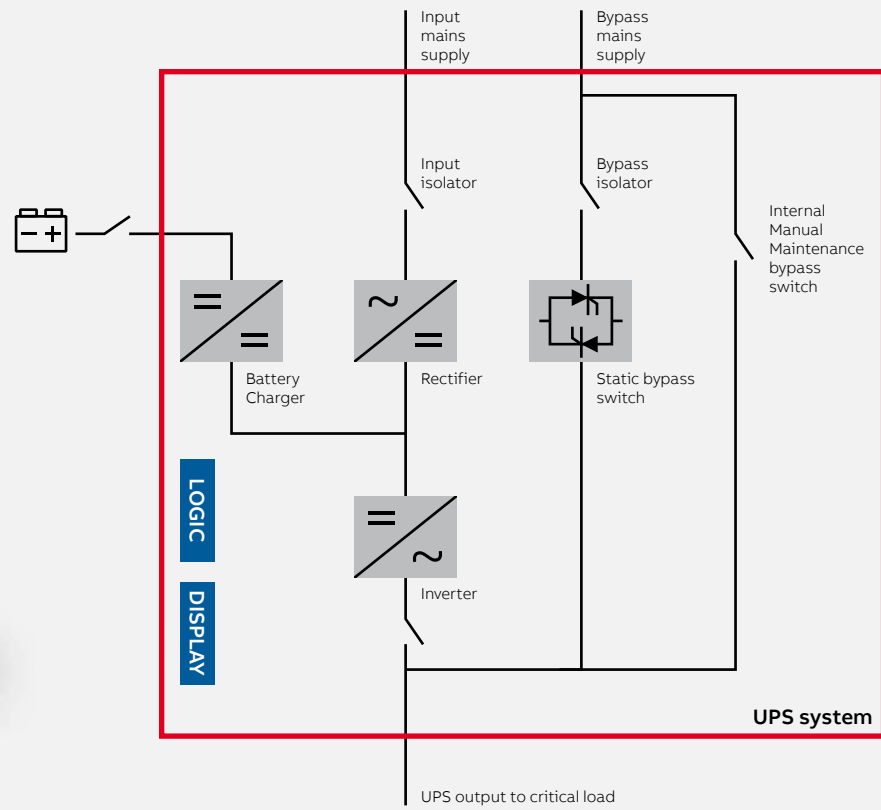 Input
mains
supply
Bypass
mains
supply
Input
isolator
Bypass
isolator
Internal
Manual
Maintenance
bypass
switch
Battery
Charger
Rectifier
Static bypass
switch
LOGIC
Inverter
DISPLAY
UPS system
UPS output to critical load